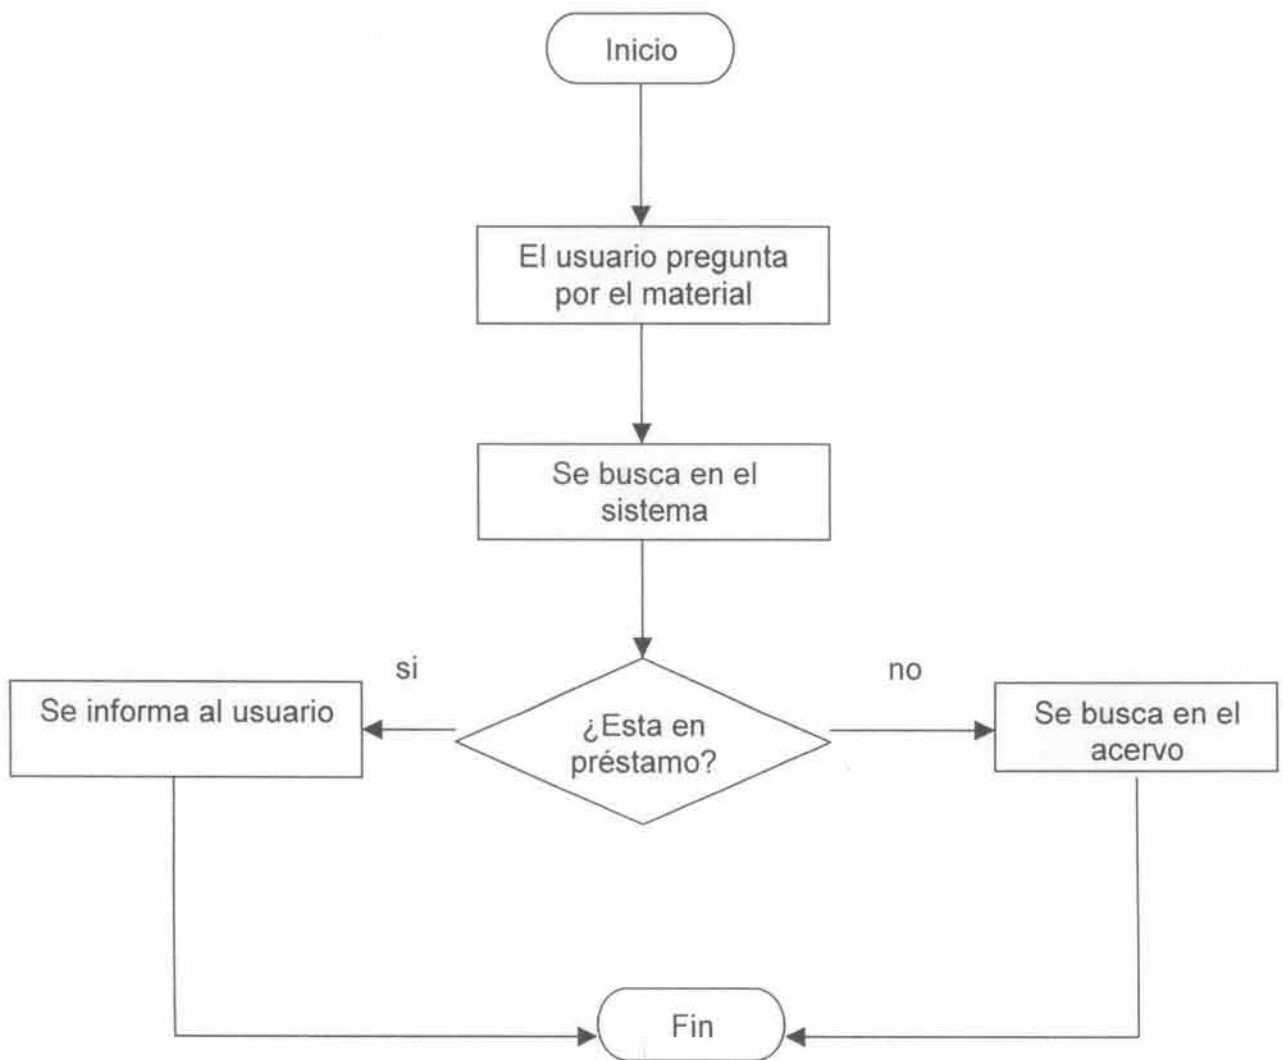 Inicio
El usuario pregunta
por el material
Se busca en el
sistema
si
no
Se informa al usuario
¿Esta en
préstamo?
Se busca en el
acervo
Fin